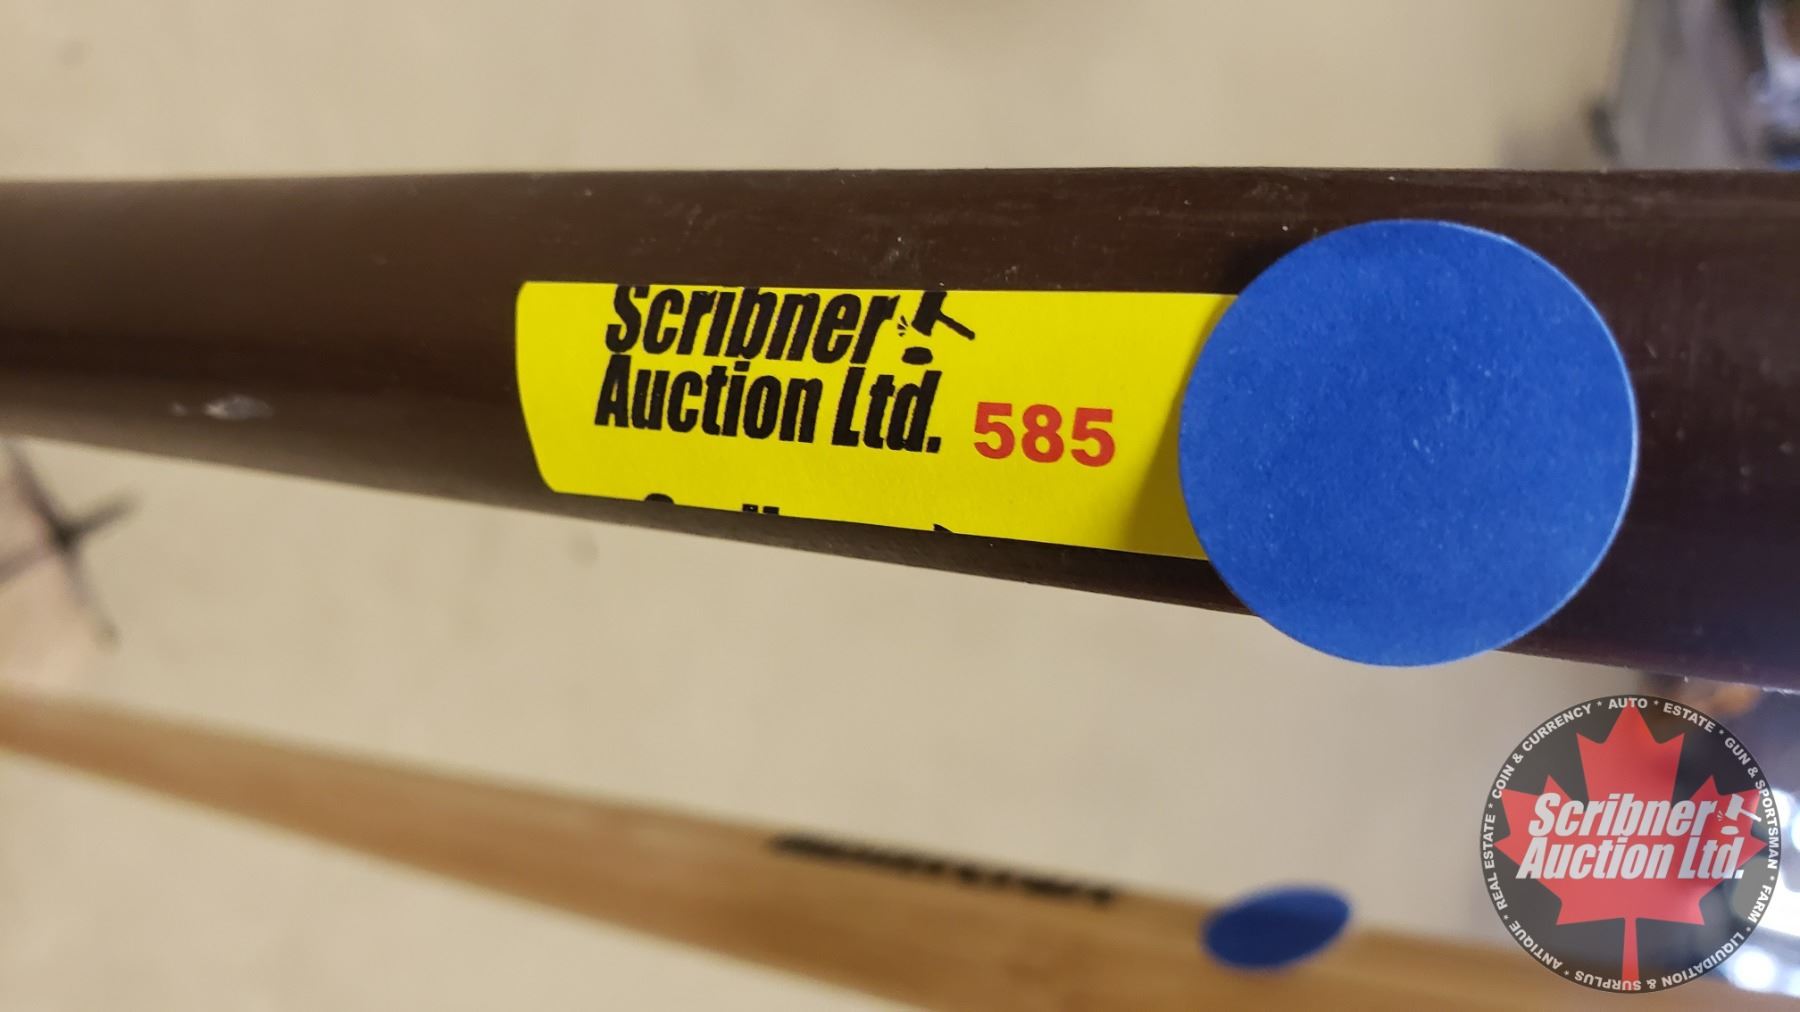 Scribner
Auction Ltd. 585
COIN & CURRENCY * AUTO * ESTATE * GUN & SPORTSMAN * FARM * LIQUIDATION & SURPLUS * ANTIQUE * REAL ESTATE *
Scribner
Auction Ltd.